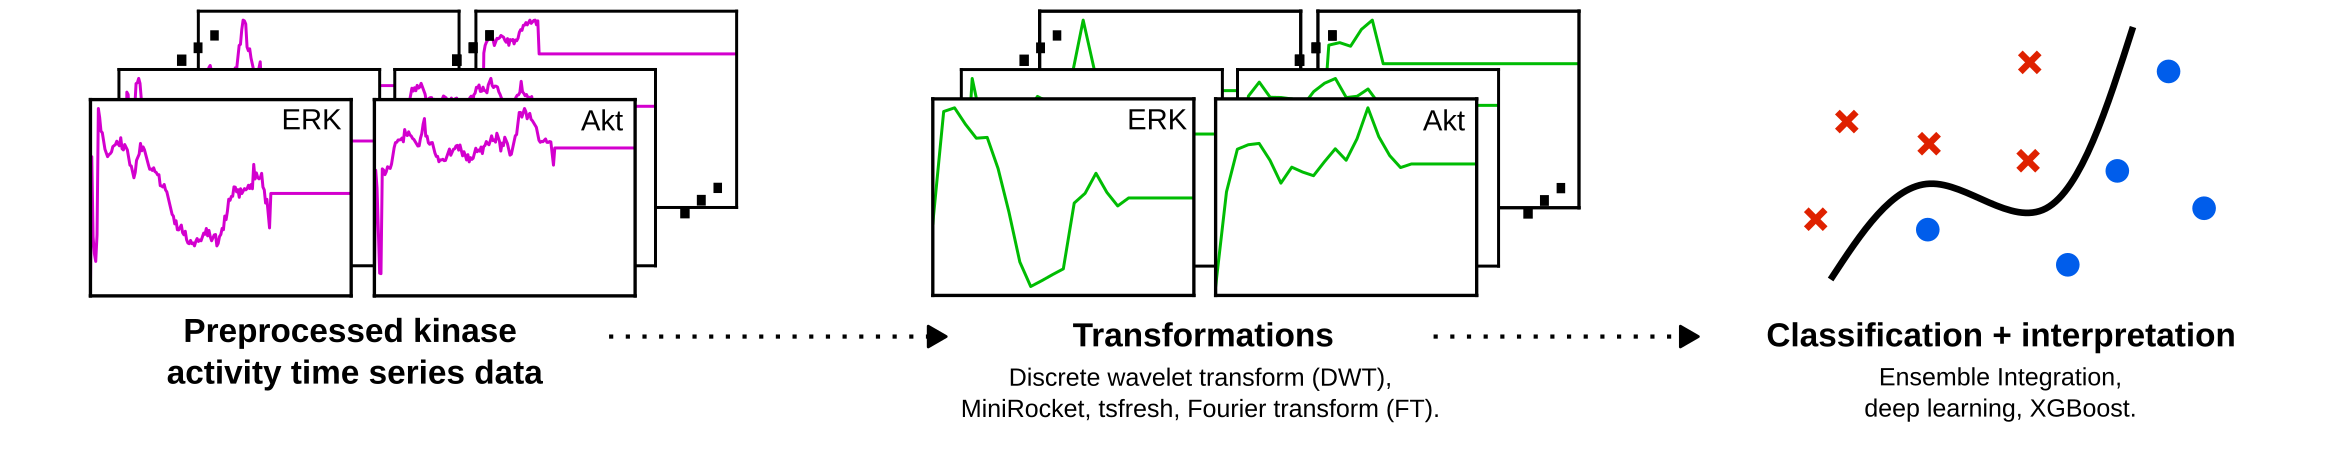 ERK
Akt
ERK
Akt
Preprocessed kinase
activity time series data
Transformations
Discrete wavelet transform (DWT),
MiniRocket, tsfresh, Fourier transform (FT).
Classification + interpretation
Ensemble Integration,
deep learning, XGBoost.